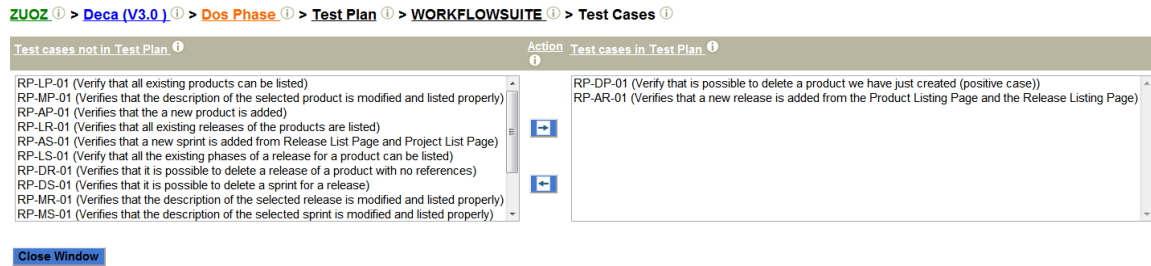 ZUOZ > Deca (V3.0 ) > Dos Phase > Test Plan > WORKFLOWSUITE > Test Cases
Test cases not in Test Plan Action Test cases in Test Plan
RP-LP-01 (Verify that all existing products can be listed)
RP-MP-01 (Verifies that the description of the selected product is modified and listed properly)
RP-AP-01 (Verifies that the a new product is added)
RP-LR-01 (Verifies that all existing releases of the products are listed)
RP-AS-01 (Verifies that a new sprint is added from Release List Page and Project List Page)
RP-LS-01 (Verify that all the existing phases of a release for a product can be listed)
RP-DR-01 (Verifies that it is possible to delete a release of a product with no references)
RP-DS-01 (Verifies that it is possible to delete a sprint for a release)
RP-MR-01 (Verifies that the description of the selected release is modified and listed properly)
RP-MS-01 (Verifies that the description of the selected sprint is modified and listed properly)
RP-DP-01 (Verify that is possible to delete a product we have just created (positive case))
RP-AR-01 (Verifies that a new release is added from the Product Listing Page and the Release Listing Page)
Close Window